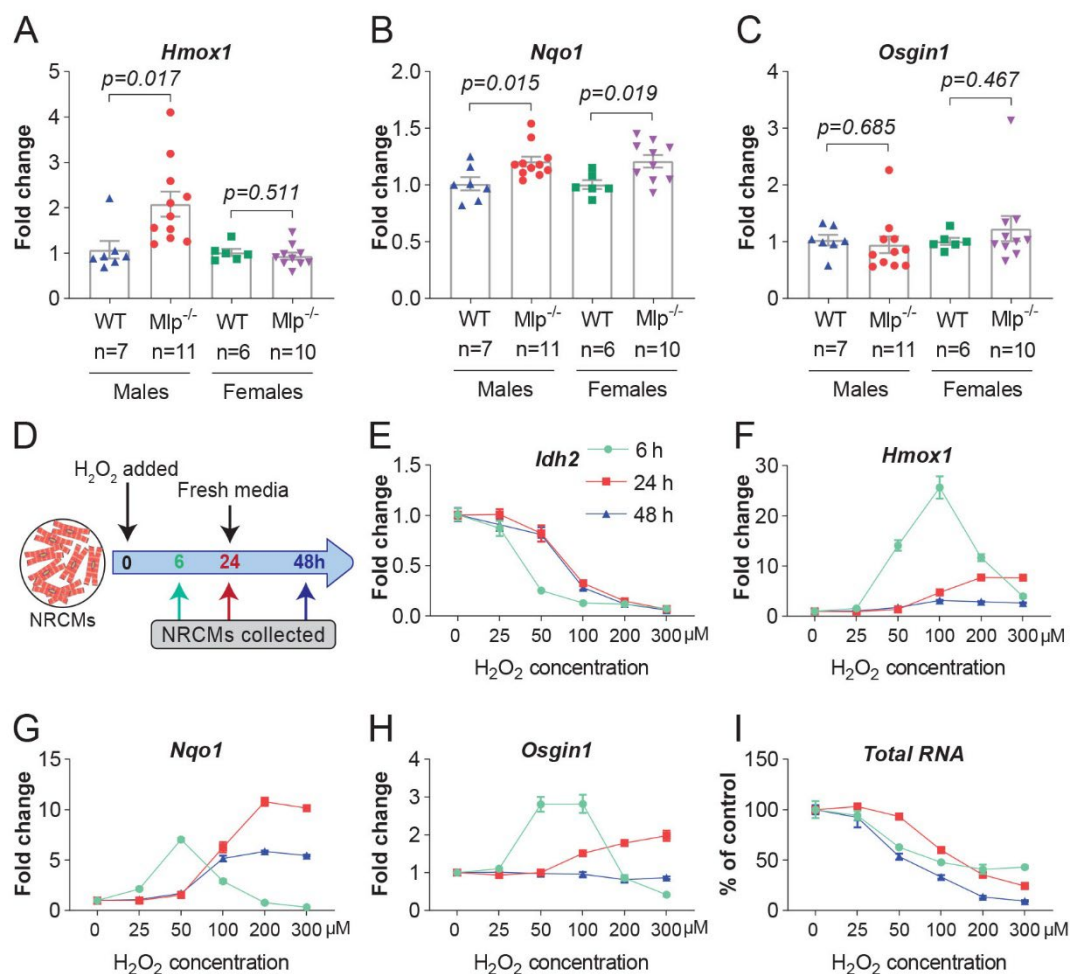 A
Hmox1
Fold change
5
4
3
2
1
0
p=0.017
p=0.511
WT Mlp-/- WT Mlp-/-
n=7 n=11 n=6 n=10
Males Females
B
Nqo1
Fold change
2.0
1.5
1.0
0.5
0.0
p=0.015
p=0.019
WT Mlp-/- WT Mlp-/-
n=7 n=11 n=6 n=10
Males Females
C
Osgin1
Fold change
4
3
2
1
0
p=0.467
p=0.685
WT Mlp-/- WT Mlp-/-
n=7 n=11 n=6 n=10
Males Females
D
H2O2 added
Fresh media
0 6 24 48h
NRCMs
NRCMs collected
E
Idh2
6 h
24 h
48 h
Fold change
1.5
1.0
0.5
0.0
0 25 50 100 200 300 µM
H2O2 concentration
F
Hmox1
Fold change
30
20
10
0
0 25 50 100 200 300 µM
H2O2 concentration
G
Nqo1
Fold change
15
10
5
0
0 25 50 100 200 300 µM
H2O2 concentration
H
Osgin1
Fold change
4
3
2
1
0
0 25 50 100 200 300 µM
H2O2 concentration
I
Total RNA
% of control
150
100
50
0
0 25 50 100 200 300 µM
H2O2 concentration